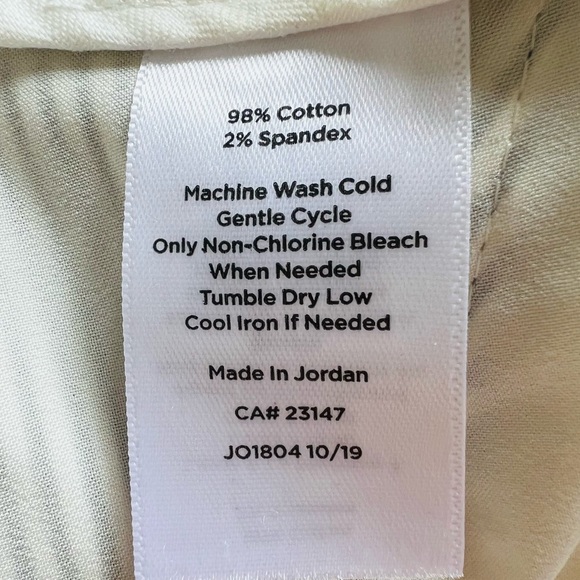 98% Cotton
2% Spandex
Machine Wash Cold
Gentle Cycle
Only Non-Chlorine Bleach
When Needed
Tumble Dry Low
Cool Iron If Needed
Made In Jordan
CA# 23147
JO1804 10/19